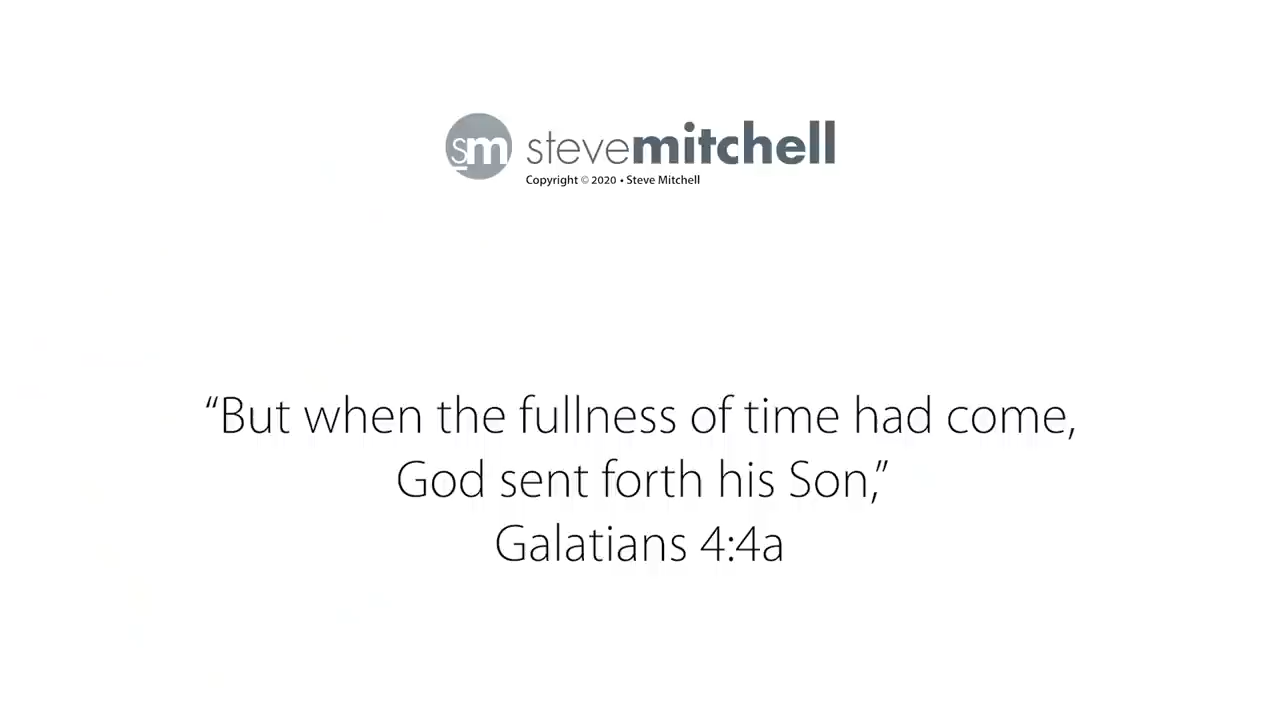 sm stevemitchell
Copyright © 2020 • Steve Mitchell
“But when the fullness of time had come,
God sent forth his Son,”
Galatians 4:4a